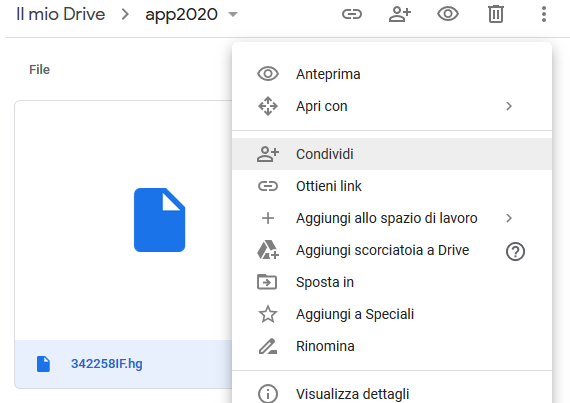 Il mio Drive > app2020
File
Anteprima
Apri con
Condividi
Ottieni link
Aggiungi allo spazio di lavoro
Aggiungi scorciatoia a Drive
Sposta in
Aggiungi a Speciali
Rinomina
342258IF.hg
Visualizza dettagli